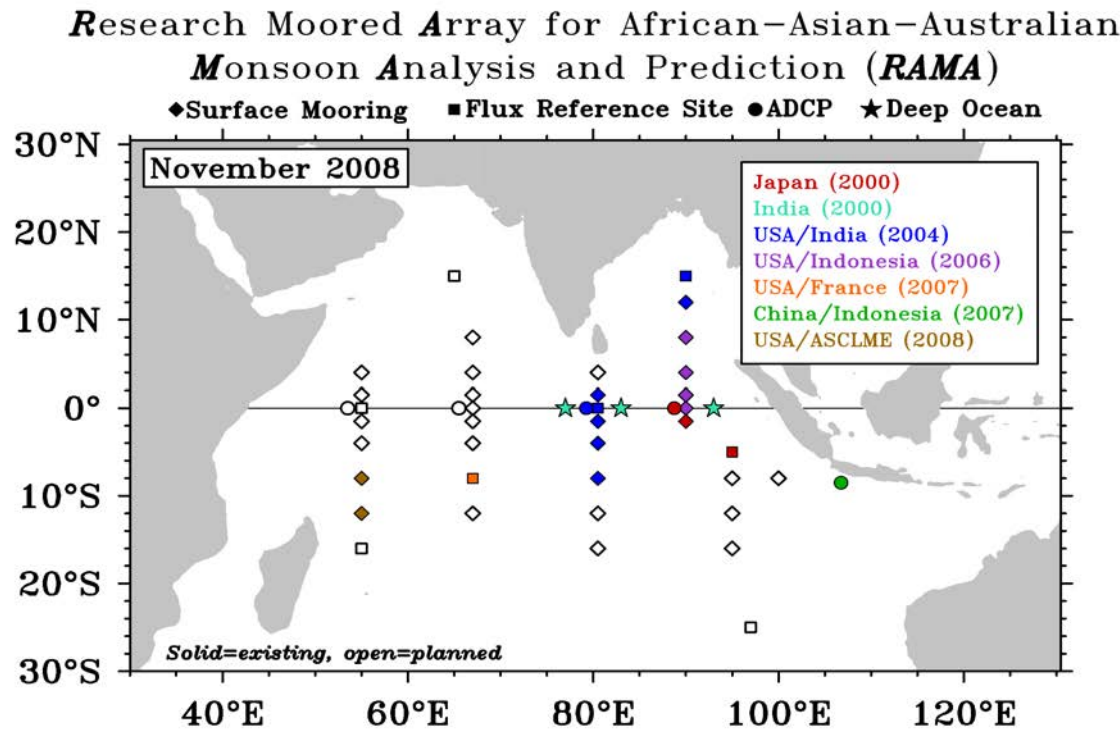 Research Moored Array for African-Asian-Australian
Monsoon Analysis and Prediction (RAMA)
◆Surface Mooring ■Flux Reference Site ●ADCP ★Deep Ocean
30°N
November 2008
Japan (2000)
India (2000)
20°N
USA/India (2004)
USA/Indonesia (2006)
USA/France (2007)
10°N
China/Indonesia (2007)
USA/ASCLME (2008)
0°
10°S
20°S
Solid=existing, open=planned
30°S
40°E 60°E 80°E 100°E 120°E